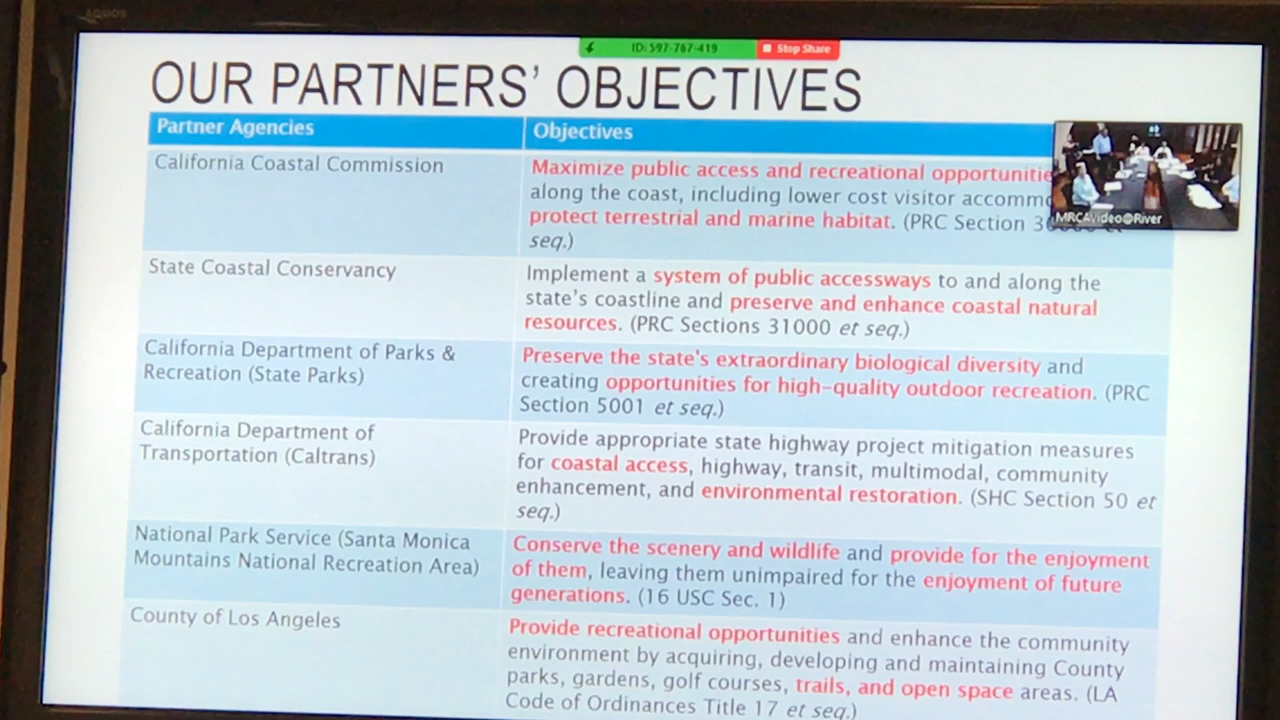 AQUOS
ID: 597-767-419
Stop Share
OUR PARTNERS' OBJECTIVES
Partner Agencies
Objectives
California Coastal Commission
Maximize public access and recreational opportunitie
along the coast, including lower cost visitor accommo
protect terrestrial and marine habitat. (PRC Section
seq.)
MRCAVideo@River
State Coastal Conservancy
Implement a system of public accessways to and along the
state's coastline and preserve and enhance coastal natural
resources. (PRC Sections 31000 et seq.)
California Department of Parks &
Recreation (State Parks)
Preserve the state's extraordinary biological diversity and
creating opportunities for high-quality outdoor recreation. (PRC
Section 5001 et seq.)
California Department of
Transportation (Caltrans)
Provide appropriate state highway project mitigation measures
for coastal access, highway, transit, multimodal, community
enhancement, and environmental restoration. (SHC Section 50 et
seq.)
National Park Service (Santa Monica
Mountains National Recreation Area)
Conserve the scenery and wildlife and provide for the enjoyment
of them, leaving them unimpaired for the enjoyment of future
generations. (16 USC Sec. 1)
County of Los Angeles
Provide recreational opportunities and enhance the community
environment by acquiring, developing and maintaining County
parks, gardens, golf courses, trails, and open space areas. (LA
Code of Ordinances Title 17 et seq.)